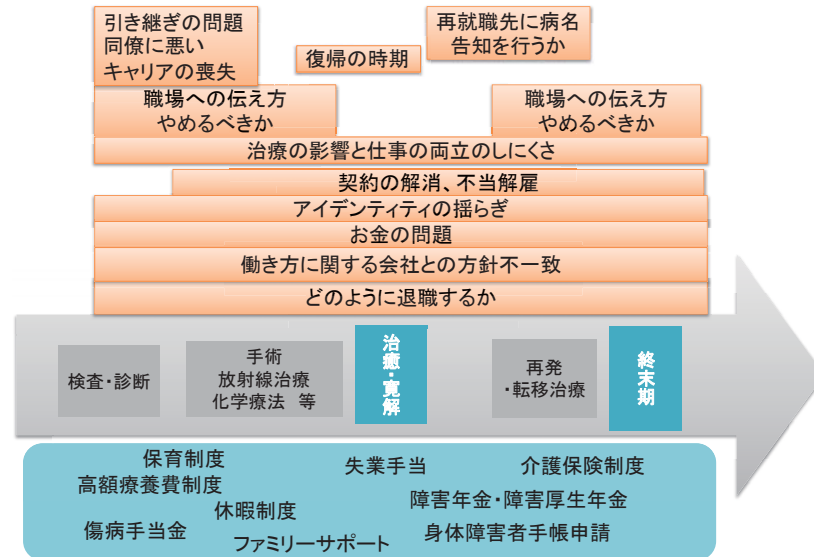 引き継ぎの問題
同僚に悪い
キャリアの喪失
復帰の時期
再就職先に病名
告知を行うか
職場への伝え方
やめるべきか
職場への伝え方
やめるべきか
治療の影響と仕事の両立のしにくさ
契約の解消、不当解雇
アイデンティティの揺らぎ
お金の問題
働き方に関する会社との方針不一致
どのように退職するか
検査・診断
手術
放射線治療
化学療法　等
治癒・寛解
再発
・転移治療
終末期
保育制度
失業手当
介護保険制度
高額療養費制度
障害年金・障害厚生年金
休暇制度
傷病手当金
ファミリーサポート
身体障害者手帳申請